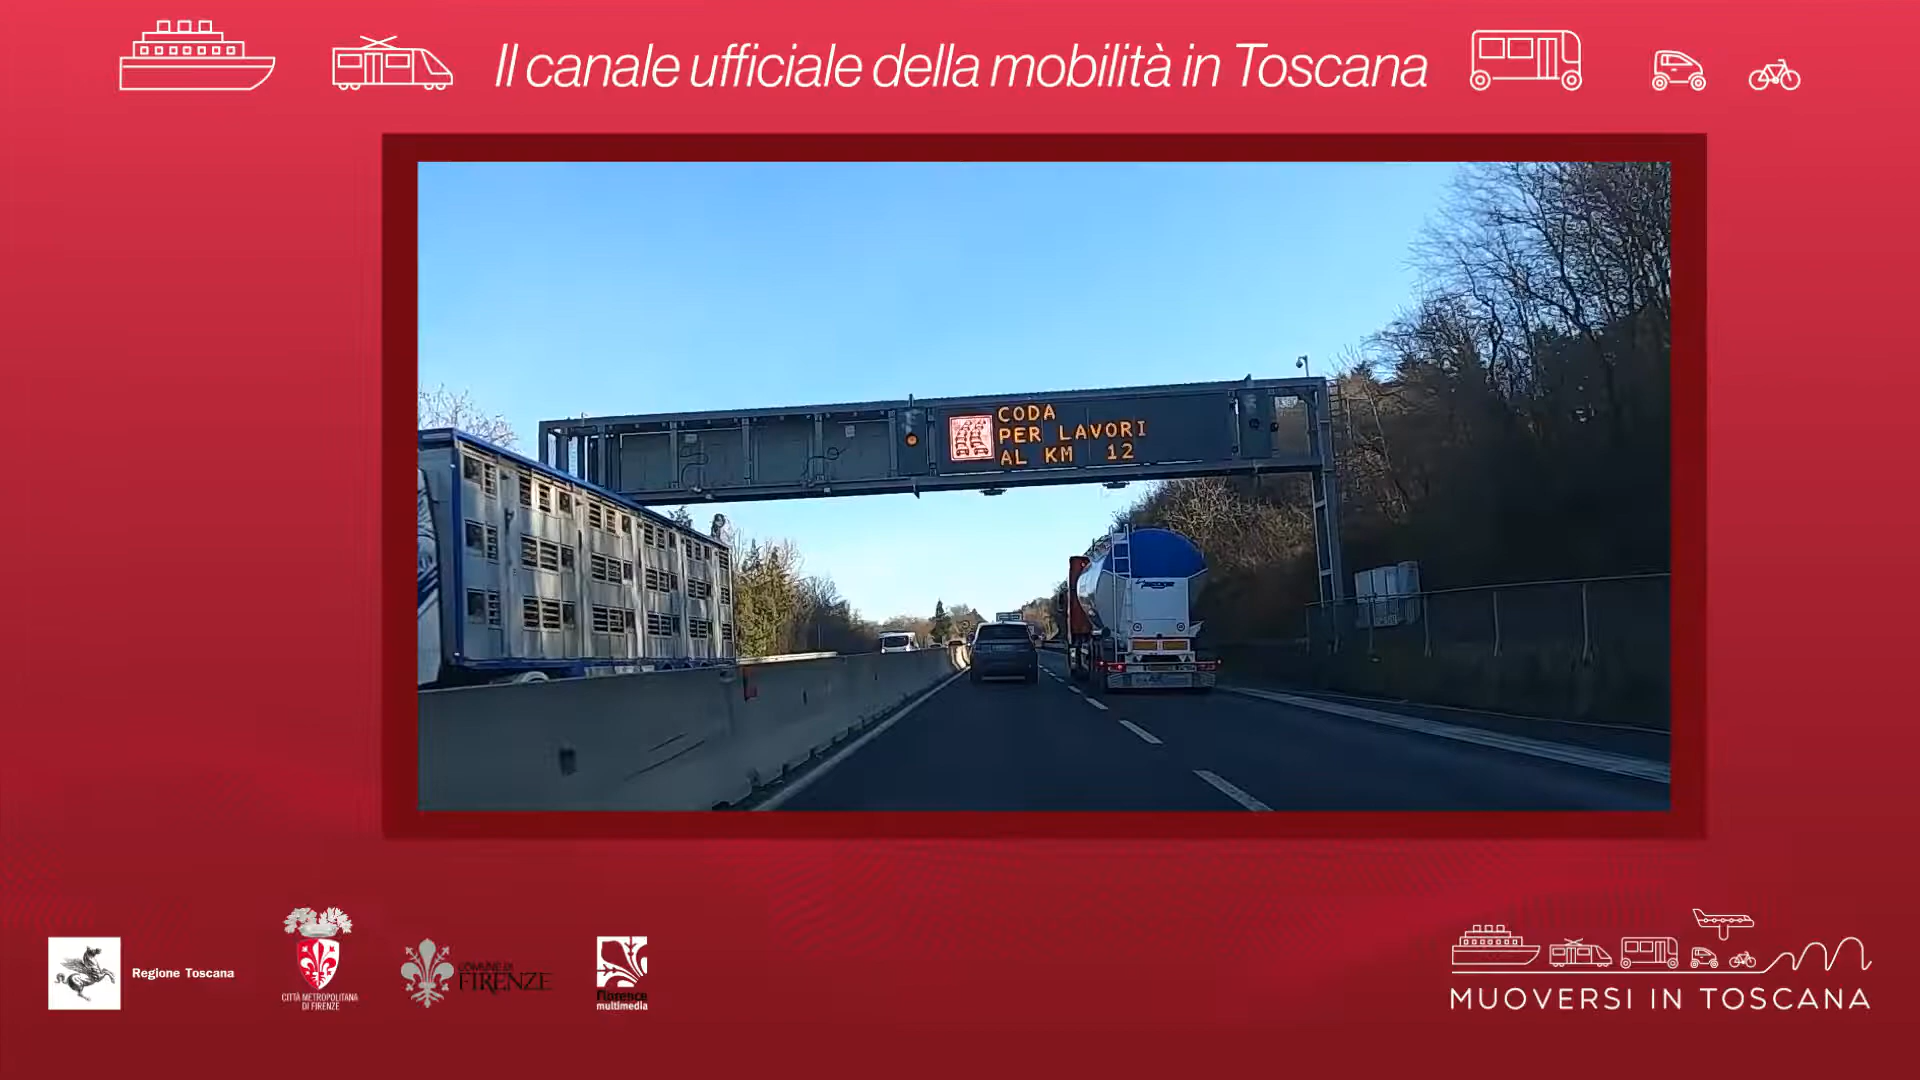 Il canale ufficiale della mobilità in Toscana
CODA
PER LAVORI
AL KM 12
Regione Toscana
CITTÀ METROPOLITANA
DI FIRENZE
COMUNE DI
FIRENZE
florence
multimedia
MUOVERSI IN TOSCANA